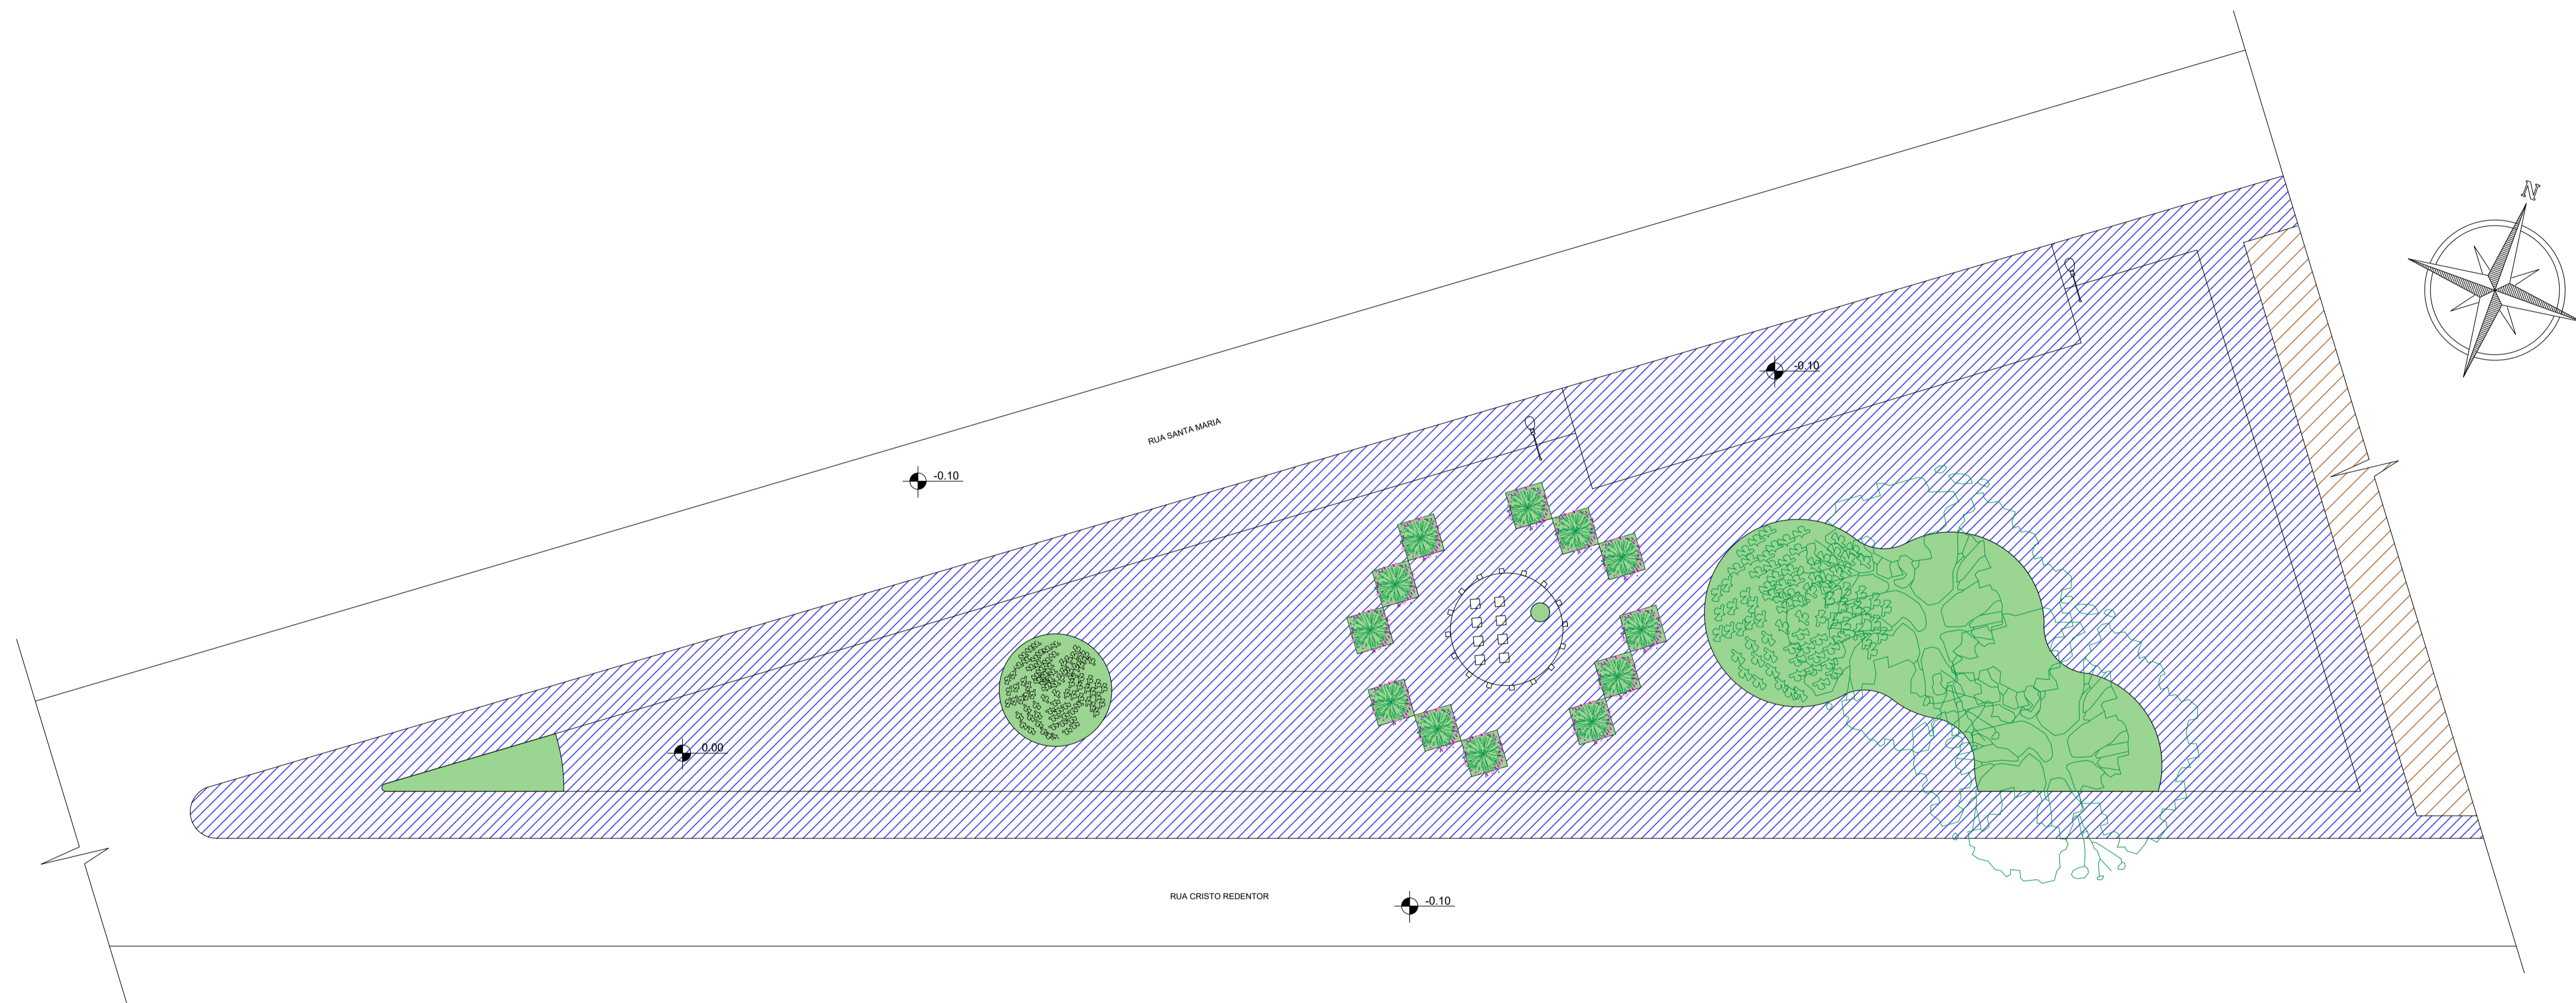 N
-0.10
RUA SANTA MARIA
-0.10
0.00
RUA CRISTO REDENTOR
-0.10